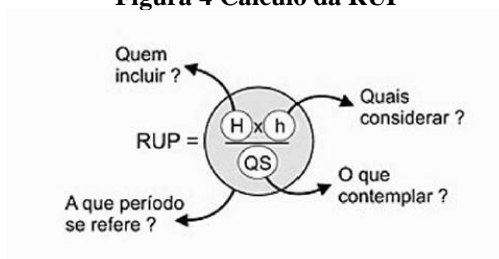 Figura 4 Cálculo da RUP
Quem
incluir ?
Quais
considerar ?
RUP =
H x h
QS
O que
contemplar ?
A que período
se refere ?